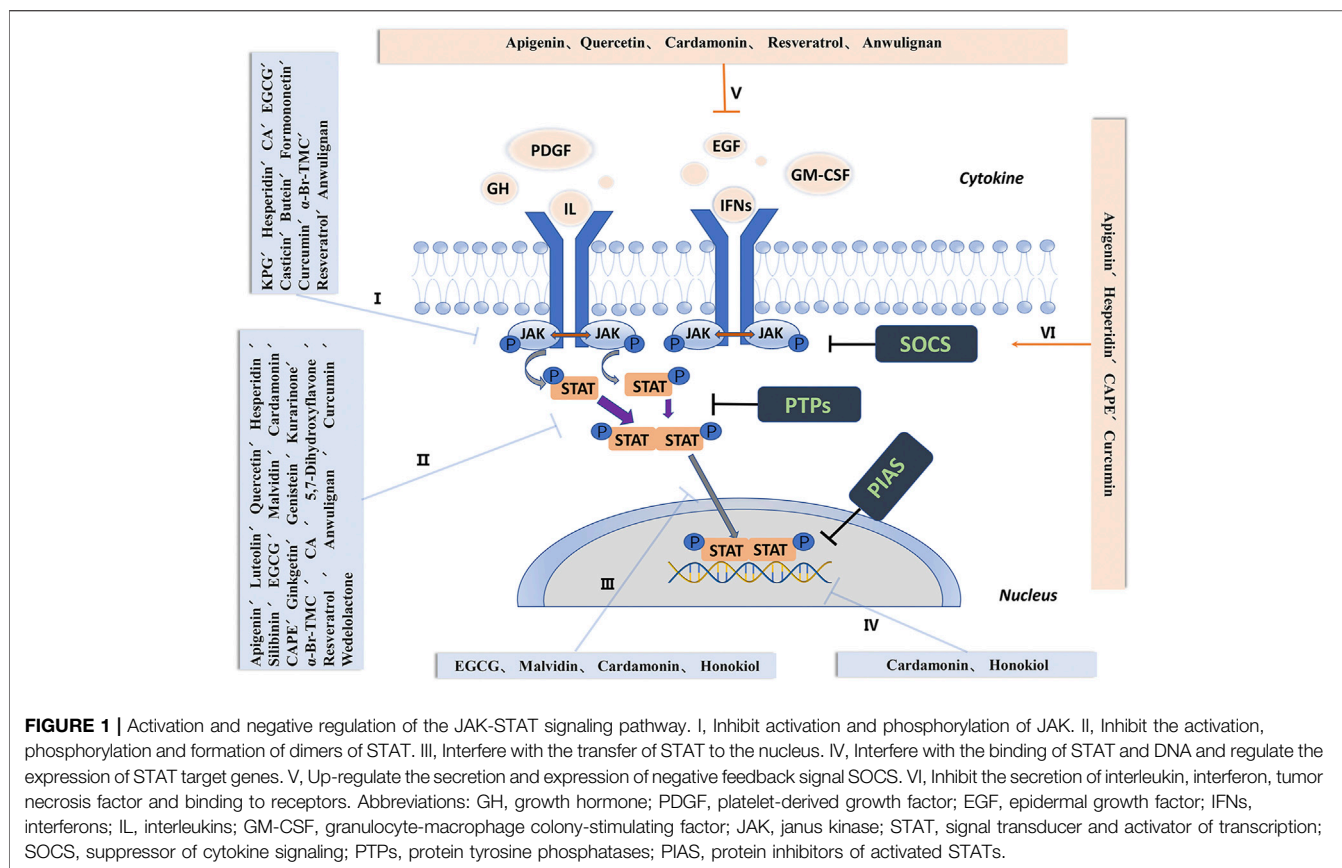 Apigenin、Quercetin、 Cardamonin、 Resveratrol、Anwulignan
V
KPG′ Hesperidin′ CA′ EGCG′
Casticin′ Butein′ Formononetin′
Curcumin′ α-Br-TMC′
Resveratrol′ Anwulignan
PDGF
GH
IL
EGF
GM-CSF
IFNs
Cytokine
I
JAK
JAK
P
P
JAK
JAK
P
P
SOCS
VI
Apigenin′ Hesperidin′ CAPE′ Curcumin
P
STAT
STAT
P
PTPs
P
STAT
STAT
P
II
Apigenin′ Luteolin′ Quercetin′ Hesperidin′
Silibinin′ EGCG′ Malvidin′ Cardamonin′
CAPE′ Ginkgetin′ Genistein′ Kurarinone′
α-Br-TMC′ CA′ 5,7-Dihydroxyflavone′
Resveratrol′ Anwulignan′ Curcumin′
Wedelolactone
PIAS
P
STAT
STAT
P
III
Nucleus
IV
EGCG、 Malvidin、 Cardamonin、Honokiol
Cardamonin、 Honokiol
FIGURE 1 | Activation and negative regulation of the JAK-STAT signaling pathway. I, Inhibit activation and phosphorylation of JAK. II, Inhibit the activation,
phosphorylation and formation of dimers of STAT. III, Interfere with the transfer of STAT to the nucleus. IV, Interfere with the binding of STAT and DNA and regulate the
expression of STAT target genes. V, Up-regulate the secretion and expression of negative feedback signal SOCS. VI, Inhibit the secretion of interleukin, interferon, tumor
necrosis factor and binding to receptors. Abbreviations: GH, growth hormone; PDGF, platelet-derived growth factor; EGF, epidermal growth factor; IFNs,
interferons; IL, interleukins; GM-CSF, granulocyte-macrophage colony-stimulating factor; JAK, janus kinase; STAT, signal transducer and activator of transcription;
SOCS, suppressor of cytokine signaling; PTPs, protein tyrosine phosphatases; PIAS, protein inhibitors of activated STATs.